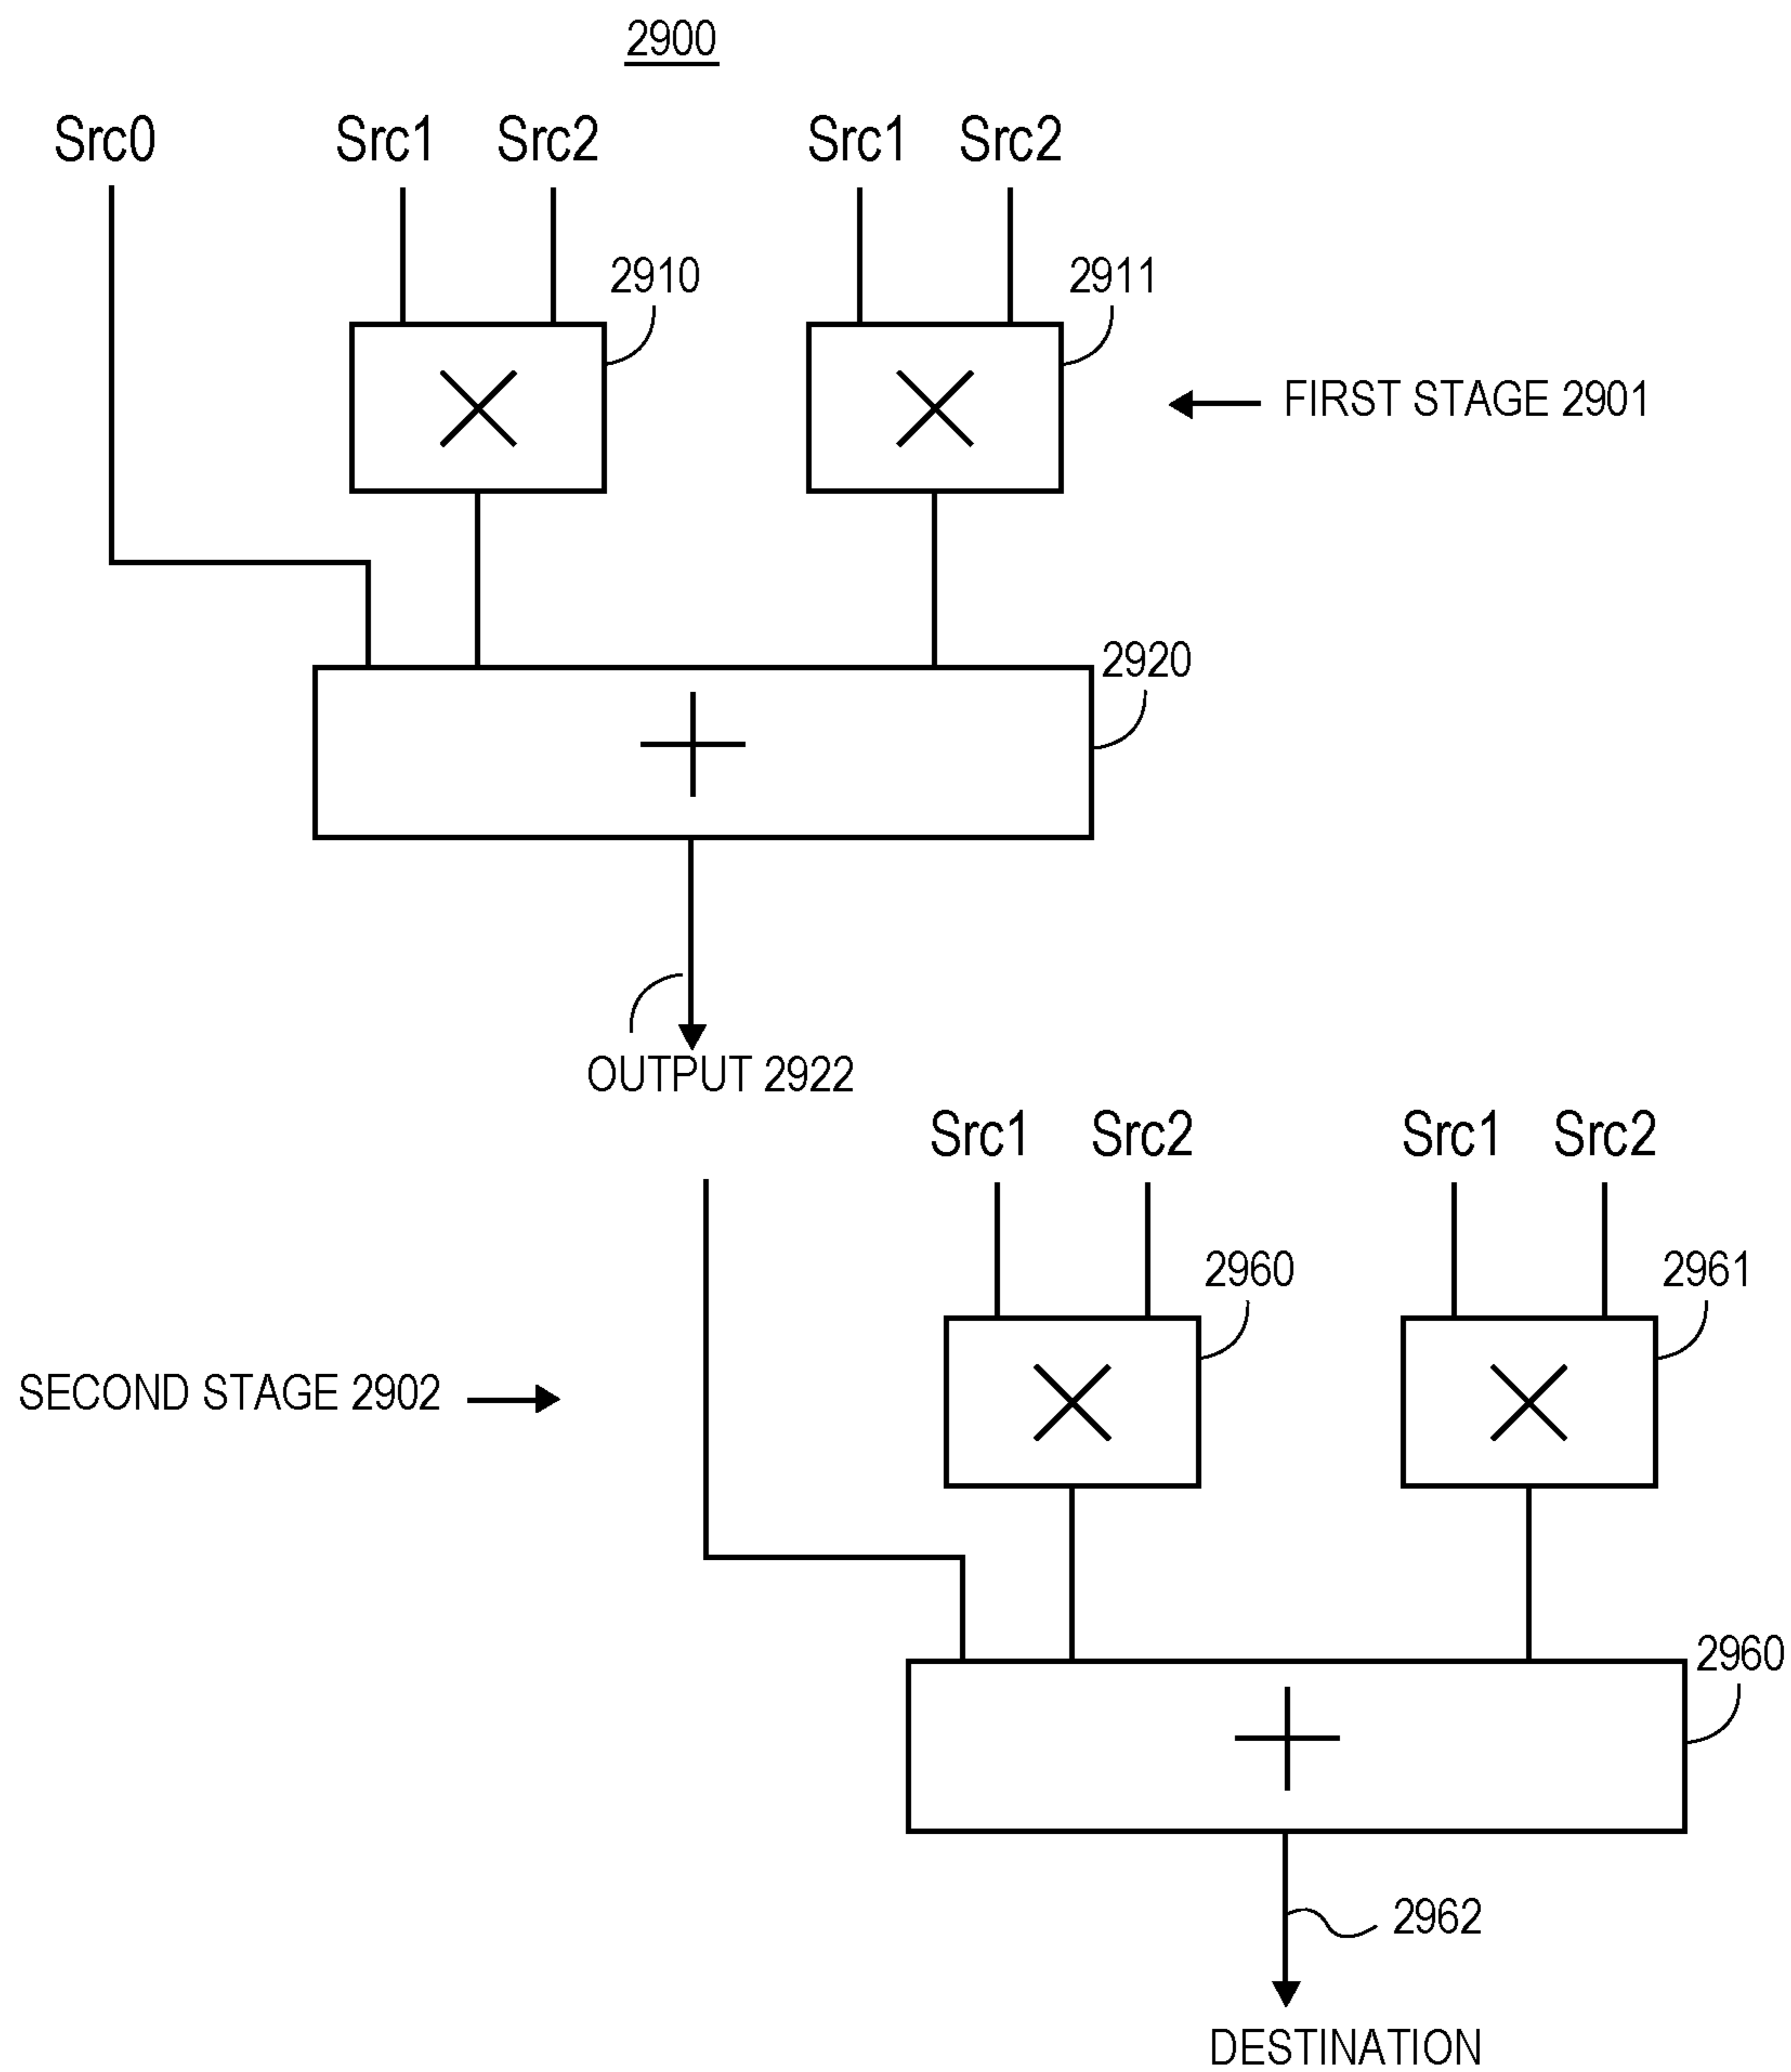 2900
Src0 Src1 Src2 Src1 Src2
2910 2911
FIRST STAGE 2901
2920
OUTPUT 2922
Src1 Src2 Src1 Src2
2960 2961
SECOND STAGE 2902
2960
2962
DESTINATION